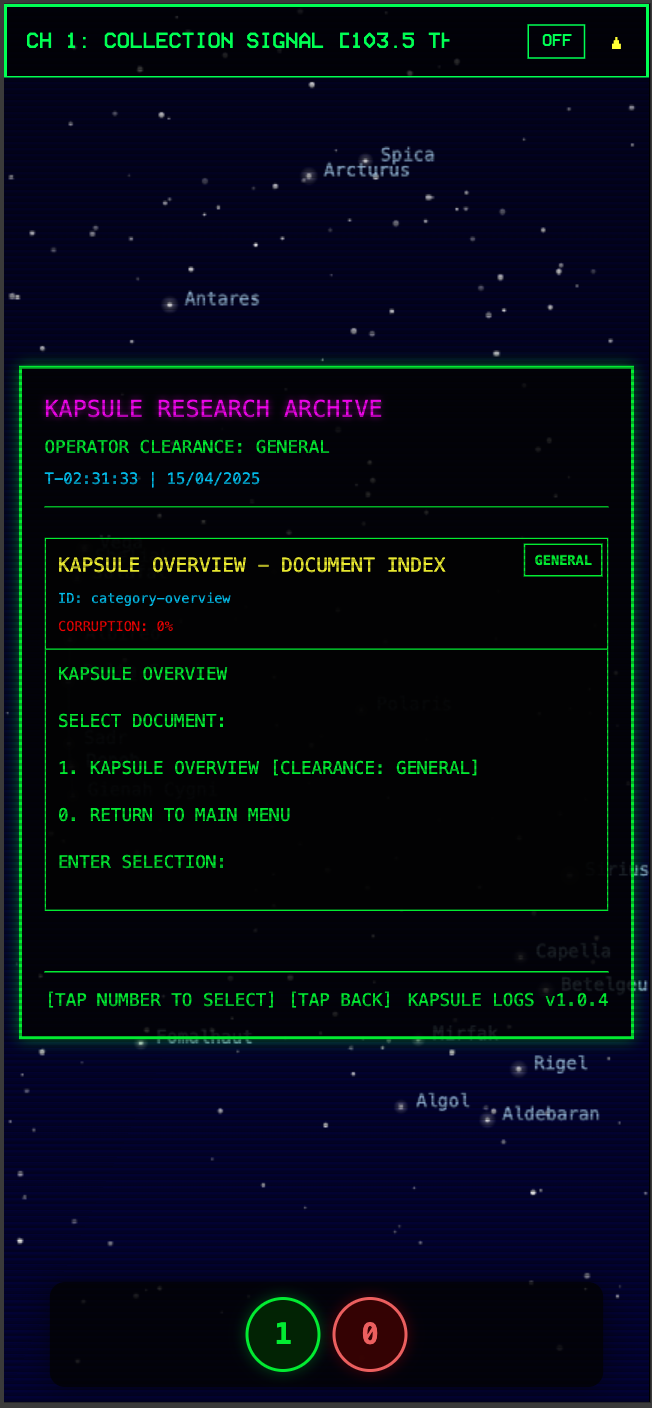 CH 1: COLLECTION SIGNAL [103.5 TH
OFF
Spica
Arcturus
Antares
KAPSULE RESEARCH ARCHIVE
OPERATOR CLEARANCE: GENERAL
T-02:31:33 | 15/04/2025
KAPSULE OVERVIEW — DOCUMENT INDEX
GENERAL
ID: category-overview
CORRUPTION: 0%
KAPSULE OVERVIEW
Polaris
SELECT DOCUMENT:
1. KAPSULE OVERVIEW [CLEARANCE: GENERAL]
0. RETURN TO MAIN MENU
ENTER SELECTION:
Sirius
Capella
Betelgeu
[TAP NUMBER TO SELECT] [TAP BACK] KAPSULE LOGS v1.0.4
Fomalhaut
Mirfak
Rigel
Algol
Aldebaran
1
0